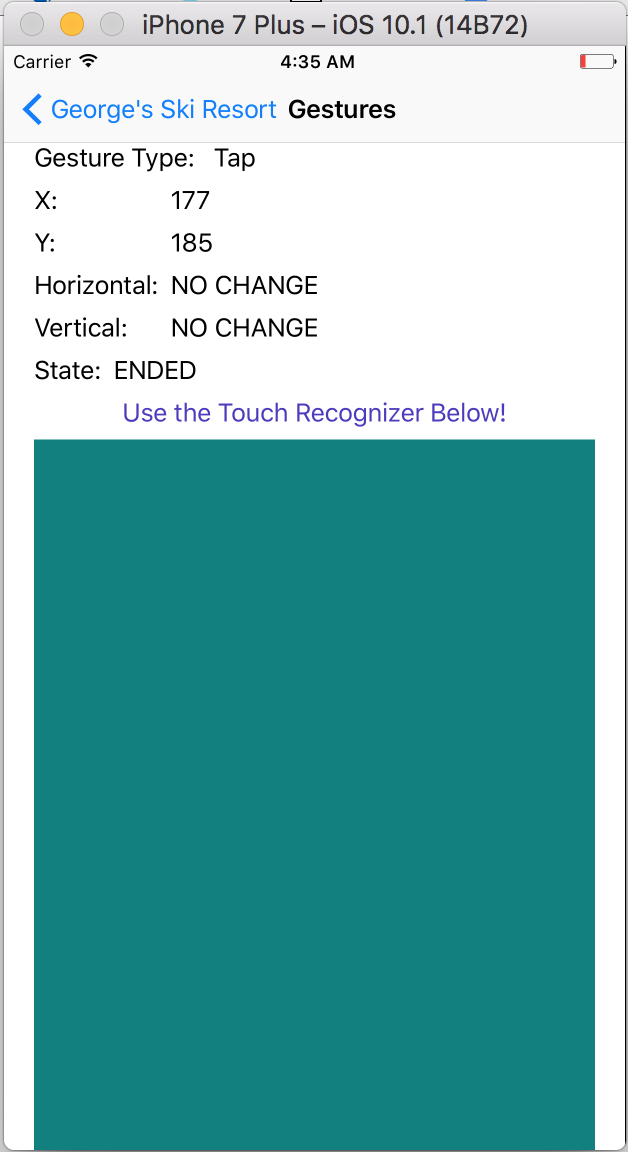 iPhone 7 Plus – iOS 10.1 (14B72)
Carrier 4:35 AM
George's Ski Resort Gestures
Gesture Type: Tap
X: 177
Y: 185
Horizontal: NO CHANGE
Vertical: NO CHANGE
State: ENDED
Use the Touch Recognizer Below!